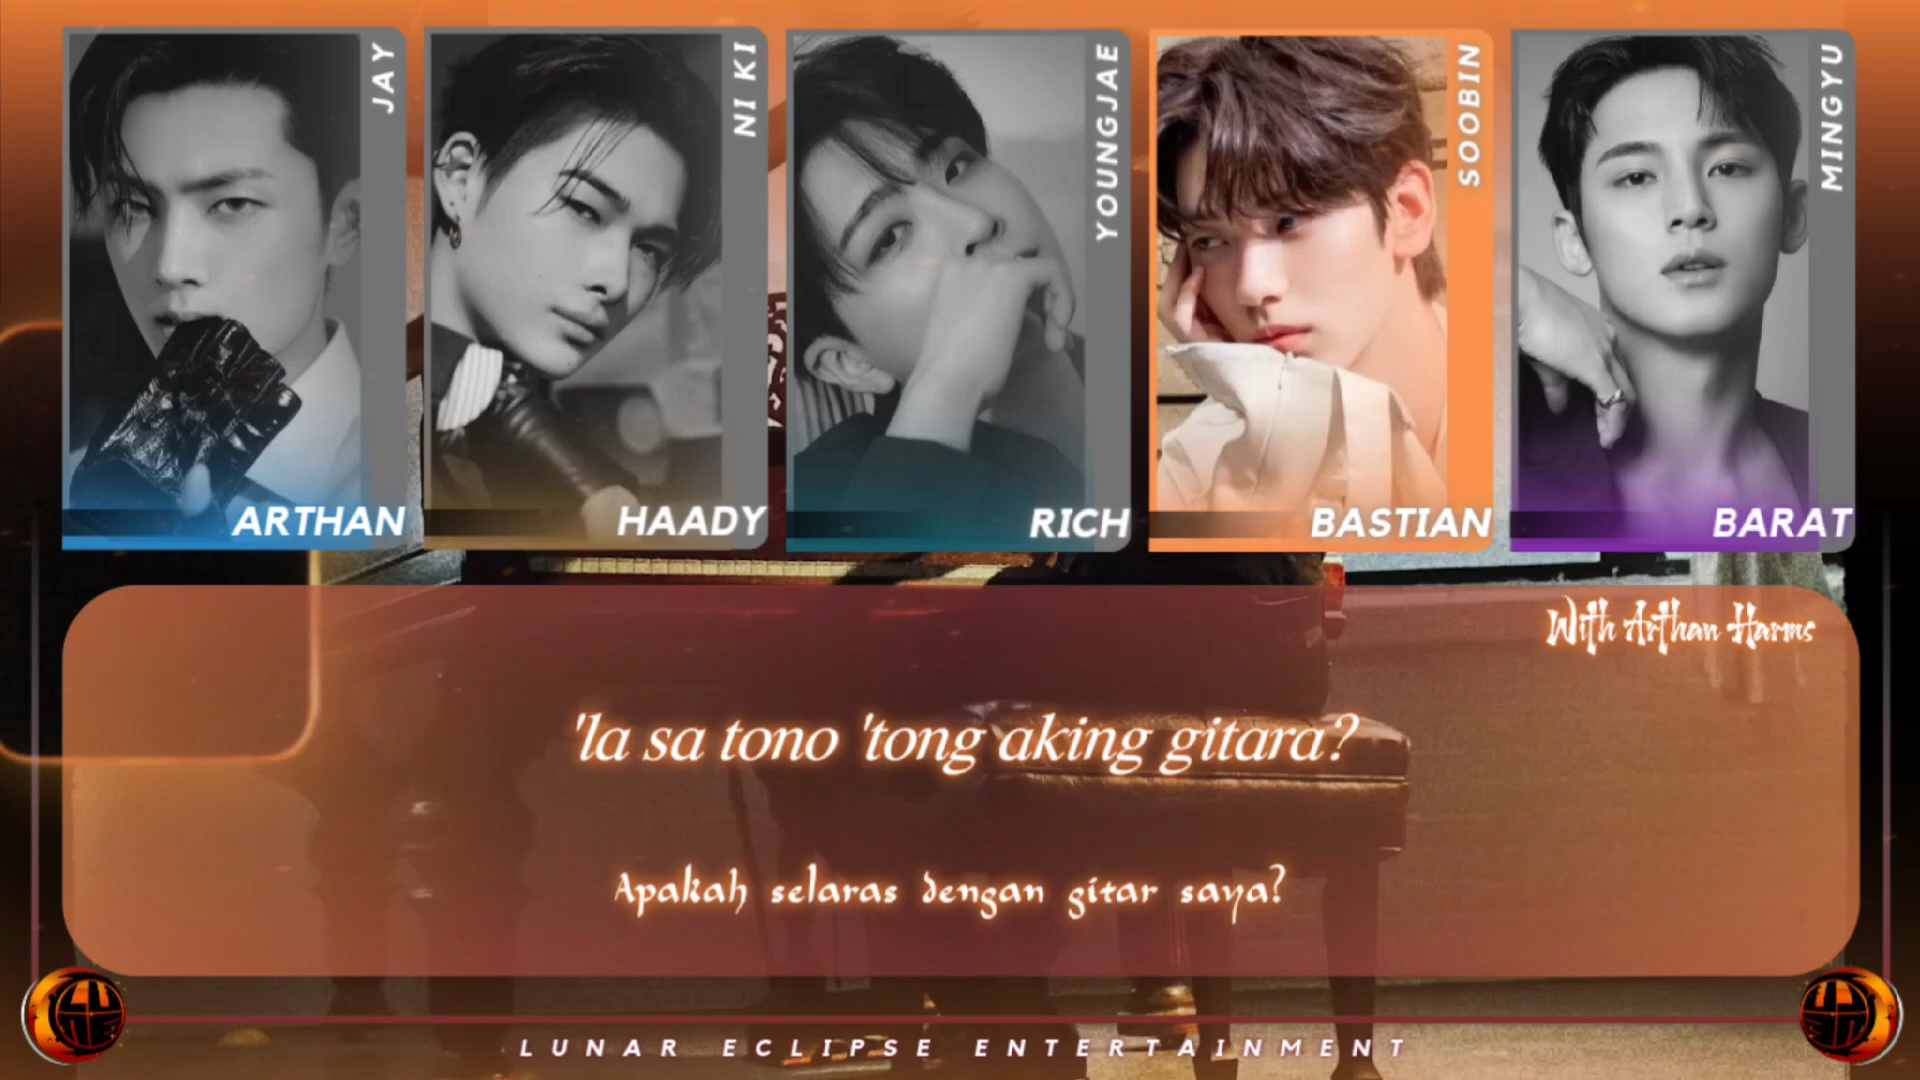 JAY
NI KI
YOUNGJAE
SOOBIN
MINGYU
ARTHAN
HAADY
RICH
BASTIAN
BARAT
With Arthan Harms
'la sa tono 'tong aking gitara?
Apakah selaras dengan gitar saya?
LUNAR ECLIPSE ENTERTAINMENT